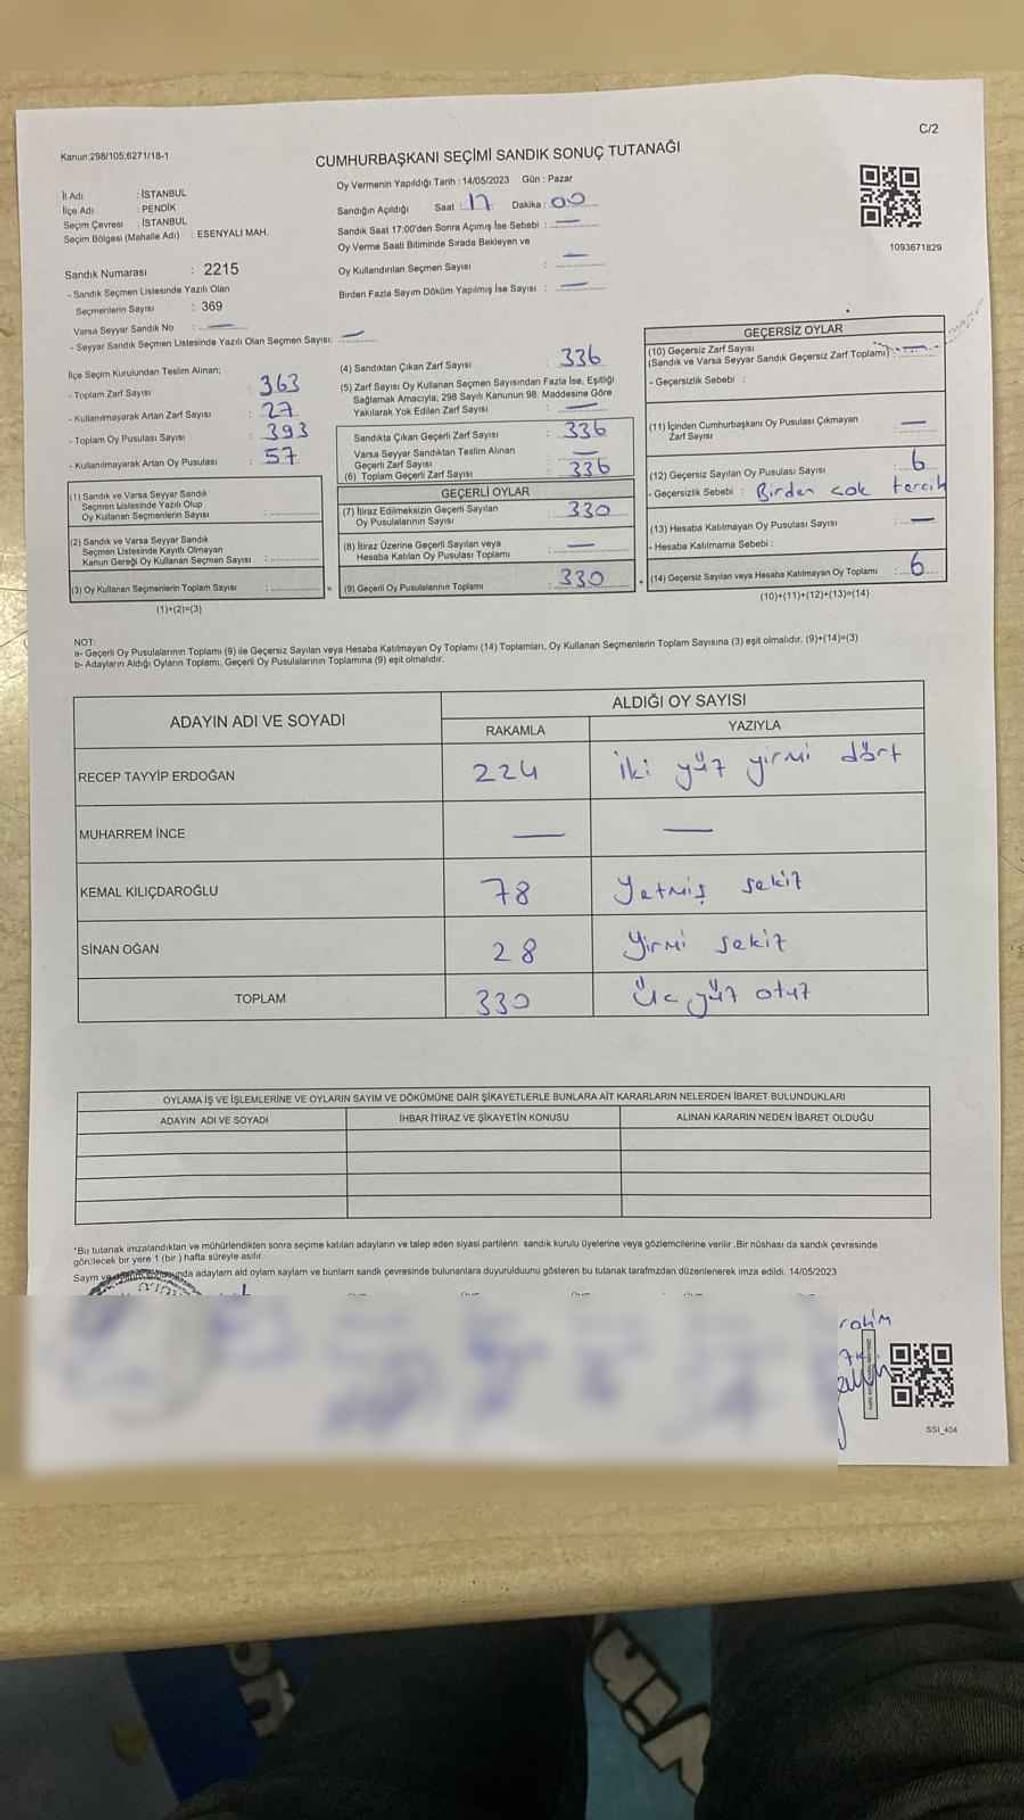 C/2
Kanun:298/105;6271/18-1
CUMHURBAŞKANI SEÇİMİ SANDIK SONUÇ TUTANAĞI
İl Adı : İSTANBUL
İlçe Adı : PENDİK
Seçim Çevresi : İSTANBUL
Seçim Bölgesi (Mahalle Adı) : ESENYALI MAH.
Oy Vermenin Yapıldığı Tarih : 14/05/2023 Gün : Pazar
Sandığın Açıldığı Saat : 17 Dakika : 00
Sandık Saat 17:00'den Sonra Açımış İse Sebebi : —
Oy Verme Saati Bitiminde Sırada Bekleyen ve
Oy Kullandırılan Seçmen Sayısı : —
Birden Fazla Sayım Döküm Yapılmış İse Sayısı : —
1093671829
Sandık Numarası : 2215
- Sandık Seçmen Listesinde Yazılı Olan
Seçmenlerin Sayısı : 369
Varsa Seyyar Sandık No : —
- Seyyar Sandık Seçmen Listesinde Yazılı Olan Seçmen Sayısı: —
İlçe Seçim Kurulundan Teslim Alınan;
- Toplam Zarf Sayısı : 363
- Kullanılmayarak Artan Zarf Sayısı : 27
- Toplam Oy Pusulası Sayısı : 393
- Kullanılmayarak Artan Oy Pusulası : 57
(1) Sandık ve Varsa Seyyar Sandık
Seçmen Listesinde Yazılı Olup
Oy Kullanan Seçmenlerin Sayısı :
(2) Sandık ve Varsa Seyyar Sandık
Seçmen Listesinde Kayıtlı Olmayan
Kanun Gereği Oy Kullanan Seçmen Sayısı :
(3) Oy Kullanan Seçmenlerin Toplam Sayısı :
(1)+(2)=(3)
(4) Sandıktan Çıkan Zarf Sayısı : 336
(5) Zarf Sayısı Oy Kullanan Seçmen Sayısından Fazla İse, Eşitliği
Sağlamak Amacıyla, 298 Sayılı Kanunun 98. Maddesine Göre
Yakılarak Yok Edilen Zarf Sayısı : —
Sandıkta Çıkan Geçerli Zarf Sayısı : 336
Varsa Seyyar Sandıktan Teslim Alınan
Geçerli Zarf Sayısı : —
(6) Toplam Geçerli Zarf Sayısı : 336
GEÇERLİ OYLAR
(7) İtiraz Edilmeksizin Geçerli Sayılan
Oy Pusulalarının Sayısı : 330
(8) İtiraz Üzerine Geçerli Sayılan veya
Hesaba Katılan Oy Pusulası Toplamı : —
(9) Geçerli Oy Pusulalarının Toplamı : 330
GEÇERSİZ OYLAR
(10) Geçersiz Zarf Sayısı : —
(Sandık ve Varsa Seyyar Sandık Geçersiz Zarf Toplamı)
- Geçersizlik Sebebi :
(11) İçinden Cumhurbaşkanı Oy Pusulası Çıkmayan
Zarf Sayısı : —
(12) Geçersiz Sayılan Oy Pusulası Sayısı : 6
- Geçersizlik Sebebi : Birden çok tercih
(13) Hesaba Katılmayan Oy Pusulası Sayısı : —
- Hesaba Katılmama Sebebi :
(14) Geçersiz Sayılan veya Hesaba Katılmayan Oy Toplamı : 6
(10)+(11)+(12)+(13)=(14)
NOT:
a- Geçerli Oy Pusulalarının Toplamı (9) ile Geçersiz Sayılan veya Hesaba Katılmayan Oy Toplamı (14) Toplamları, Oy Kullanan Seçmenlerin Toplam Sayısına (3) eşit olmalıdır. (9)+(14)=(3)
b- Adayların Aldığı Oyların Toplamı, Geçerli Oy Pusulalarının Toplamına (9) eşit olmalıdır.
ADAYIN ADI VE SOYADI ALDIĞI OY SAYISI
RAKAMLA YAZIYLA
RECEP TAYYİP ERDOĞAN 224 İki yüz yirmi dört
MUHARREM İNCE — —
KEMAL KILIÇDAROĞLU 78 Yetmiş sekiz
SİNAN OĞAN 28 Yirmi sekiz
TOPLAM 330 Üc yüz otuz
OYLAMA İŞ VE İŞLEMLERİNE VE OYLARIN SAYIM VE DÖKÜMÜNE DAİR ŞİKAYETLERLE BUNLARA AİT KARARLARIN NELERDEN İBARET BULUNDUKLARI
ADAYIN ADI VE SOYADI İHBAR İTİRAZ VE ŞİKAYETİN KONUSU ALINAN KARARIN NEDEN İBARET OLDUĞU
*Bu tutanak imzalandıktan ve mühürlendikten sonra seçime katılan adayların ve talep eden siyasi partilerin sandık kurulu üyelerine veya gözlemcilerine verilir. Bir nüshası da sandık çevresinde
görülecek bir yere 1 (bir ) hafta süreyle asılır.
Sayım adayların ald oyların sayıları ve bunların sandık çevresinde bulunanlara duyurulduunu gösteren bu tutanak tarafmzdan düzenlenerek imza edildi. 14/05/2023
SSI_404